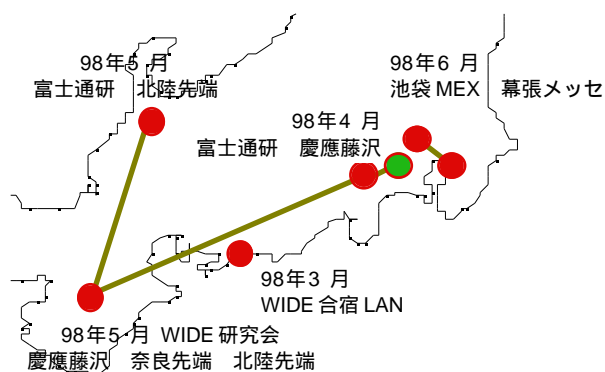 98年5 月
富士通研 北陸先端
98年6 月
池袋 MEX 幕張メッセ
98年4 月
富士通研 慶應藤沢
98年3 月
WIDE 合宿 LAN
98年5 月 WIDE 研究会
慶應藤沢 奈良先端 北陸先端